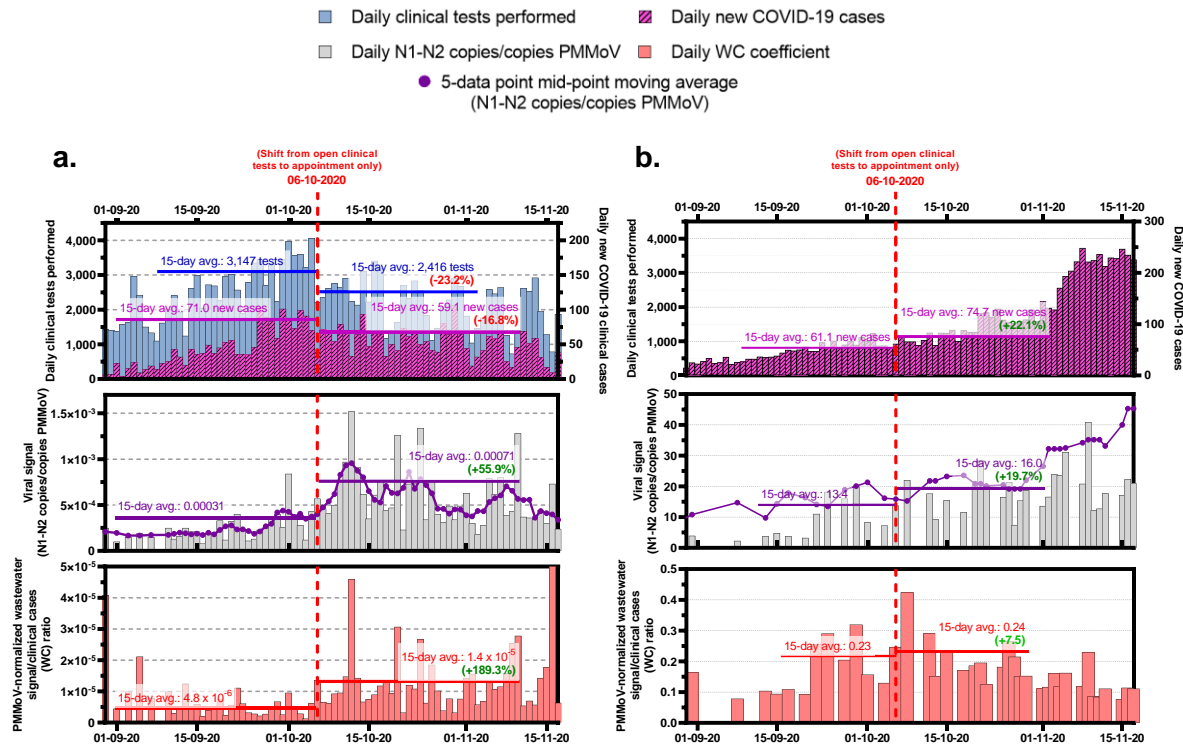 Daily clinical tests performed
Daily new COVID-19 cases
Daily N1-N2 copies/copies PMMoV
Daily WC coefficient
5-data point mid-point moving average
(N1-N2 copies/copies PMMoV)
a.
(Shift from open clinical
tests to appointment only)
06-10-2020
01-09-20 15-09-20 01-10-20 15-10-20 01-11-20 15-11-20
Daily clinical tests performed
4,000
3,000
2,000
1,000
0
200
150
100
50
0
Daily new COVID-19 clinical cases
15-day avg.: 3,147 tests
15-day avg.: 2,416 tests
(-23.2%)
15-day avg.: 71.0 new cases
15-day avg.: 59.1 new cases
(-16.8%)
Viral signal
(N1-N2 copies/copies PMMoV)
1.5×10-3
1×10-3
5×10-4
0
15-day avg.: 0.00031
15-day avg.: 0.00071
(+55.9%)
PMMoV-normalized wastewater
signal/clinical cases
(WC) ratio
5×10-5
4×10-5
3×10-5
2×10-5
1×10-5
0
15-day avg.: 4.8 x 10-6
15-day avg.: 1.4 x 10-5
(+189.3%)
01-09-20 15-09-20 01-10-20 15-10-20 01-11-20 15-11-20
b.
(Shift from open clinical
tests to appointment only)
06-10-2020
01-09-20 15-09-20 01-10-20 15-10-20 01-11-20 15-11-20
Daily clinical tests performed
4,000
3,000
2,000
1,000
0
300
200
100
0
Daily new COVID-19 cases
15-day avg.: 61.1 new cases
15-day avg.: 74.7 new cases
(+22.1%)
Viral signal
(N1-N2 copies/copies PMMoV)
50
40
30
20
10
0
15-day avg.: 13.4
15-day avg.: 16.0
(+19.7%)
PMMoV-normalized wastewater
signal/clinical cases
(WC) ratio
0.5
0.4
0.3
0.2
0.1
0.0
15-day avg.: 0.23
15-day avg.: 0.24
(+7.5)
01-09-20 15-09-20 01-10-20 15-10-20 01-11-20 15-11-20